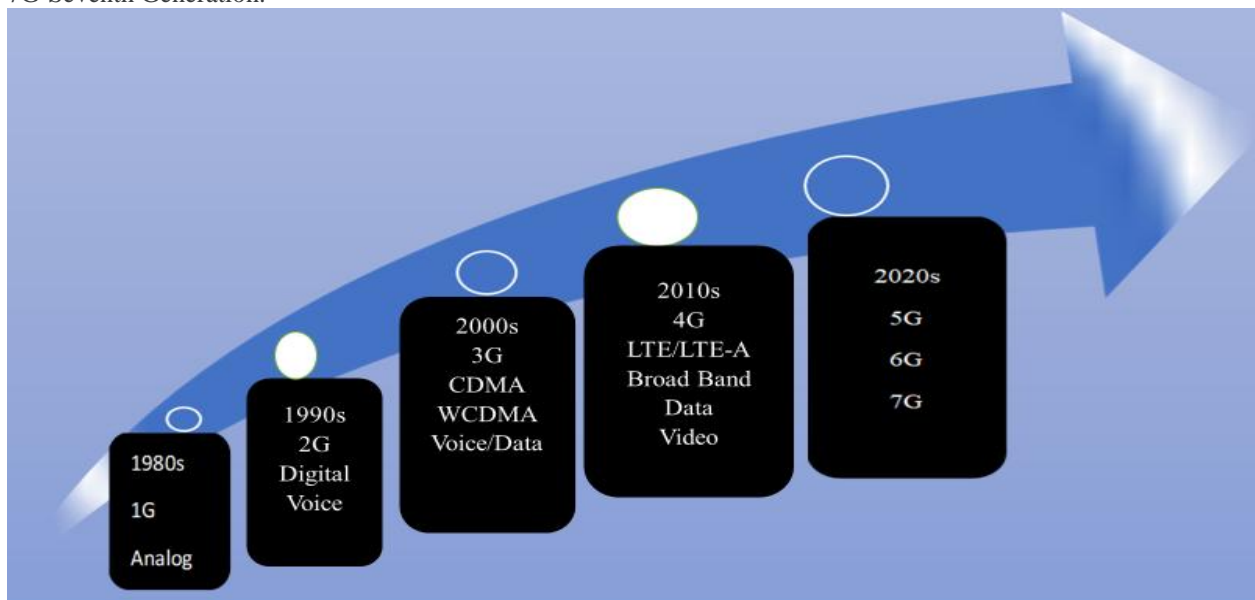 7G Seventh Generation.
1980s
1G
Analog
1990s
2G
Digital
Voice
2000s
3G
CDMA
WCDMA
Voice/Data
2010s
4G
LTE/LTE-A
Broad Band
Data
Video
2020s
5G
6G
7G